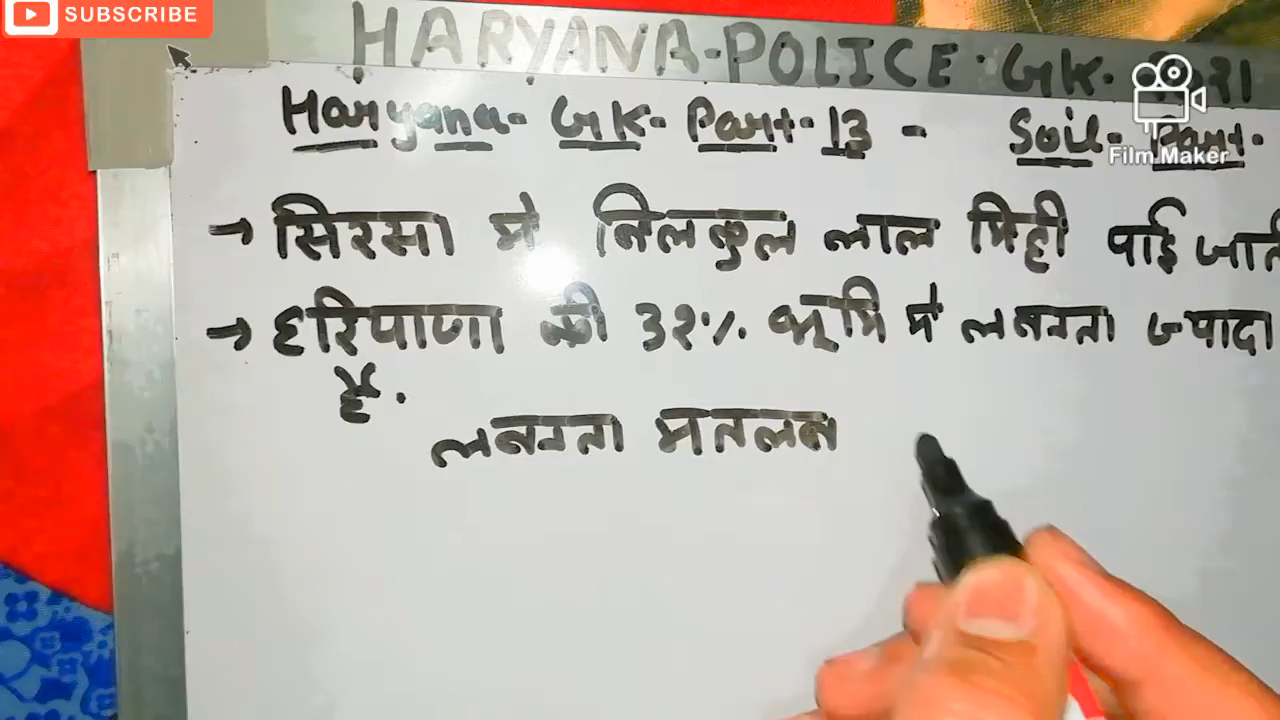 SUBSCRIBE
HARYANA-POLICE. GK-
Haryana- GK- Part-13 - Soil-Part-
Film Maker
→ सिरसा मे बिलकुल लाल मिट्टी पाई जात
→ हरियाणा की 32% भूमि मे लवणता ज्यादा
है.
लवणता मतलब